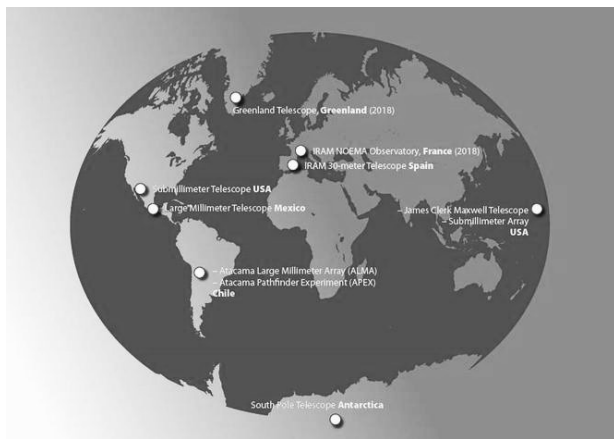 Greenland Telescope, Greenland (2018)
IRAM NOEMA Observatory, France (2018)
IRAM 30-meter Telescope Spain
Submillimeter Telescope USA
Large Millimeter Telescope Mexico
– James Clerk Maxwell Telescope
– Submillimeter Array
USA
– Atacama Large Millimeter Array (ALMA)
– Atacama Pathfinder Experiment (APEX)
Chile
South Pole Telescope Antarctica